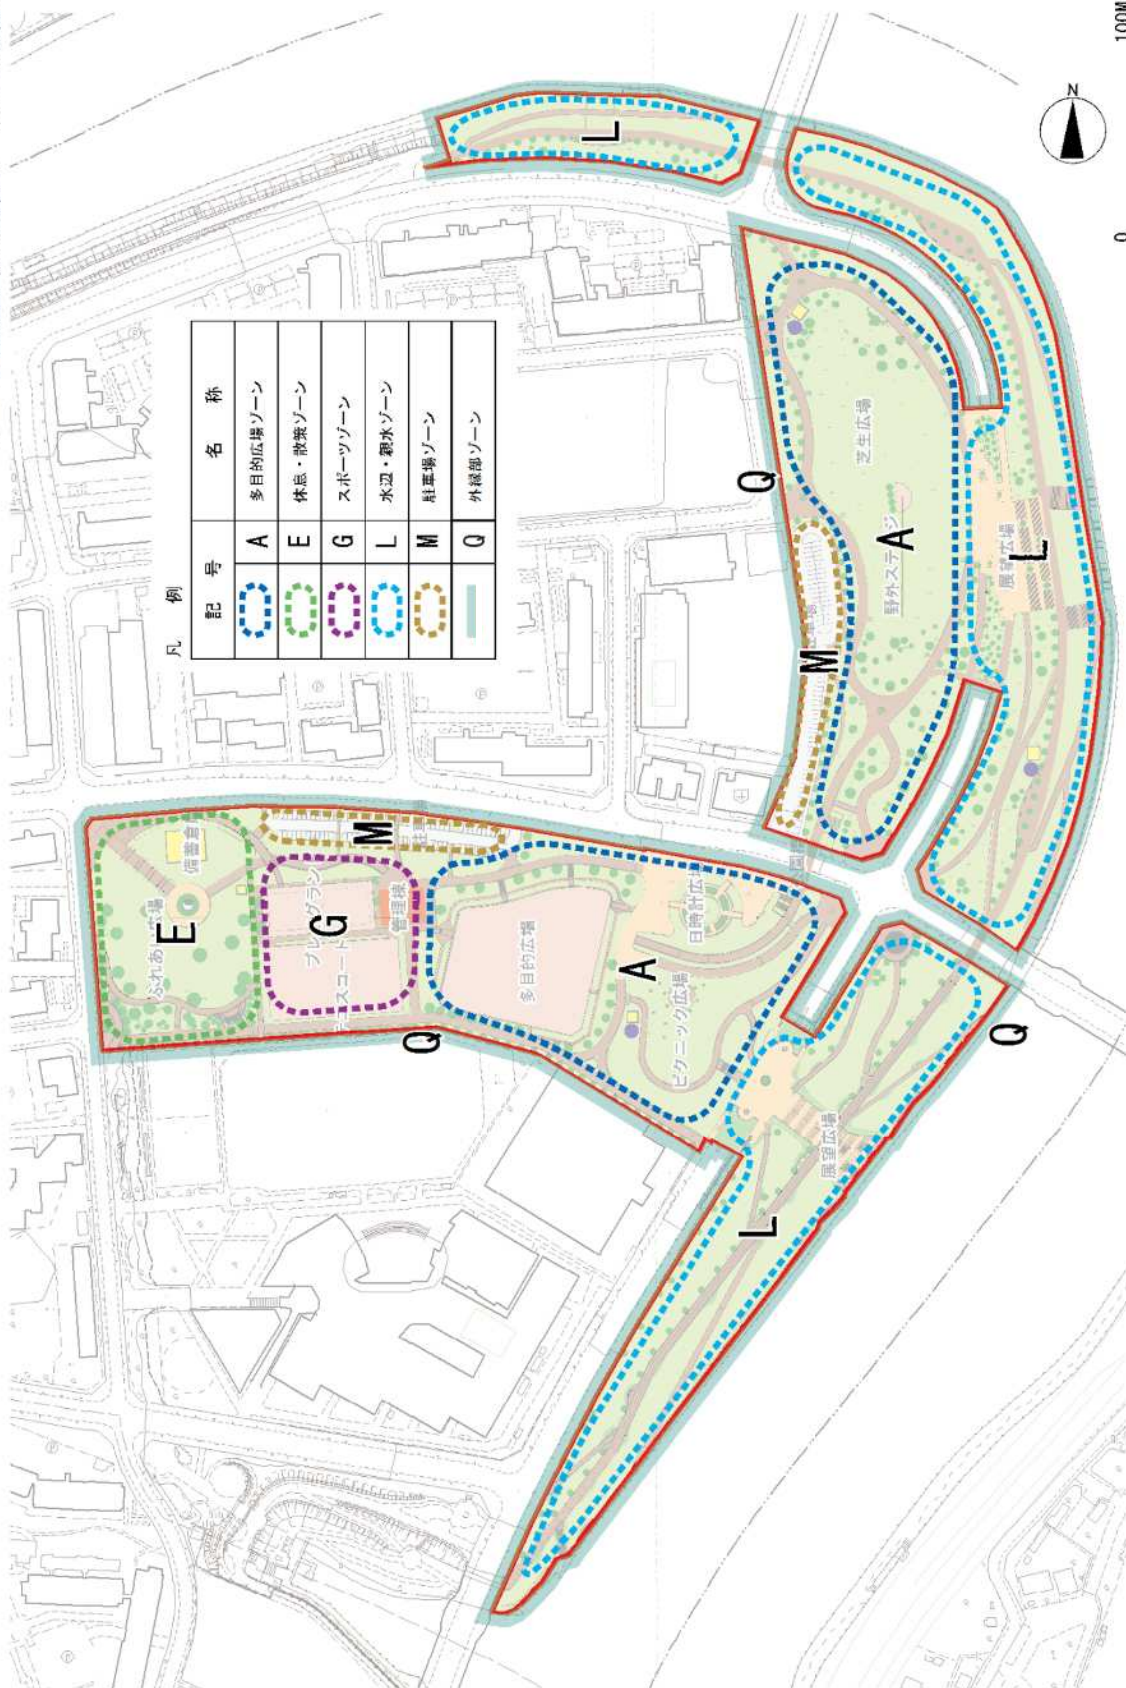 凡例
記号 名称
A 多目的広場ゾーン
E 休息・散策ゾーン
G スポーツゾーン
L 水辺・親水ゾーン
M 駐車場ゾーン
Q 外縁部ゾーン
E
ふれあい広場
備蓄倉
G
管理棟
M
Q
多目的広場
A
ピクニック広場
日時計広場
L
展望広場
Q
Q
M
A
野外ステージ
芝生広場
L
展望広場
L
N
0 100M